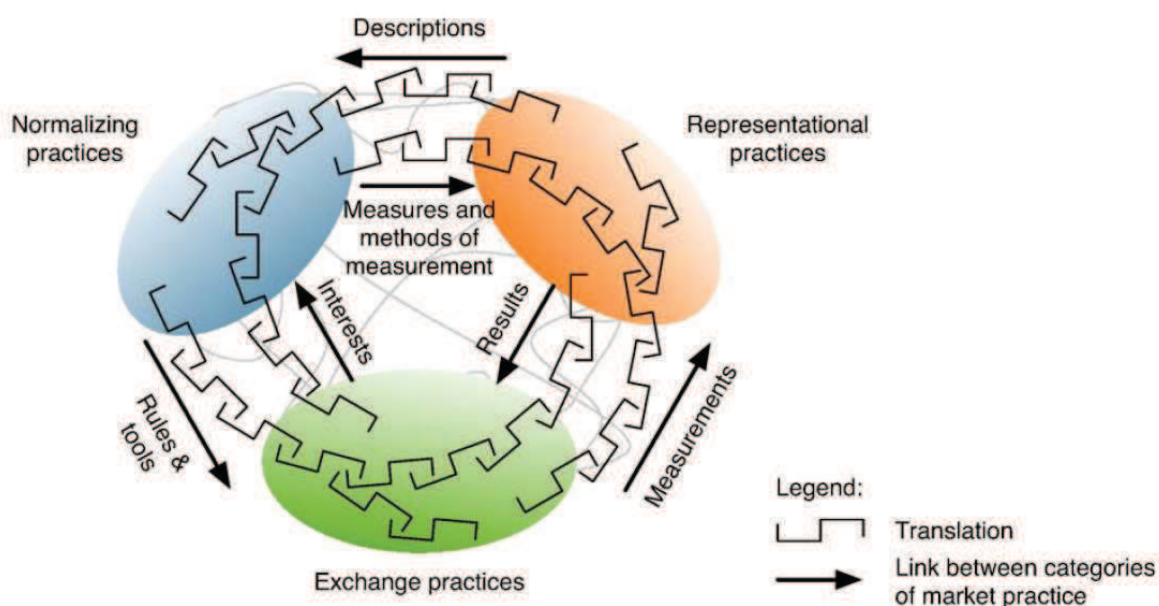 Descriptions
Normalizing
practices
Representational
practices
Measures and
methods of
measurement
Interests
Results
Rules &
tools
Measurements
Exchange practices
Legend:
Translation
Link between categories
of market practice